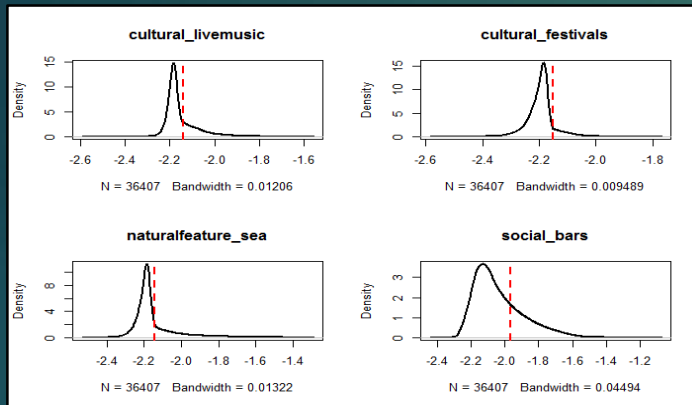 cultural_livemusic
Density
15
10
5
0
-2.6 -2.4 -2.2 -2.0 -1.8 -1.6
N = 36407 Bandwidth = 0.01206
cultural_festivals
Density
15
10
5
0
-2.6 -2.4 -2.2 -2.0 -1.8
N = 36407 Bandwidth = 0.009489
naturalfeature_sea
Density
8
4
0
-2.4 -2.2 -2.0 -1.8 -1.6 -1.4
N = 36407 Bandwidth = 0.01322
social_bars
Density
3
2
1
0
-2.4 -2.2 -2.0 -1.8 -1.6 -1.4 -1.2
N = 36407 Bandwidth = 0.04494